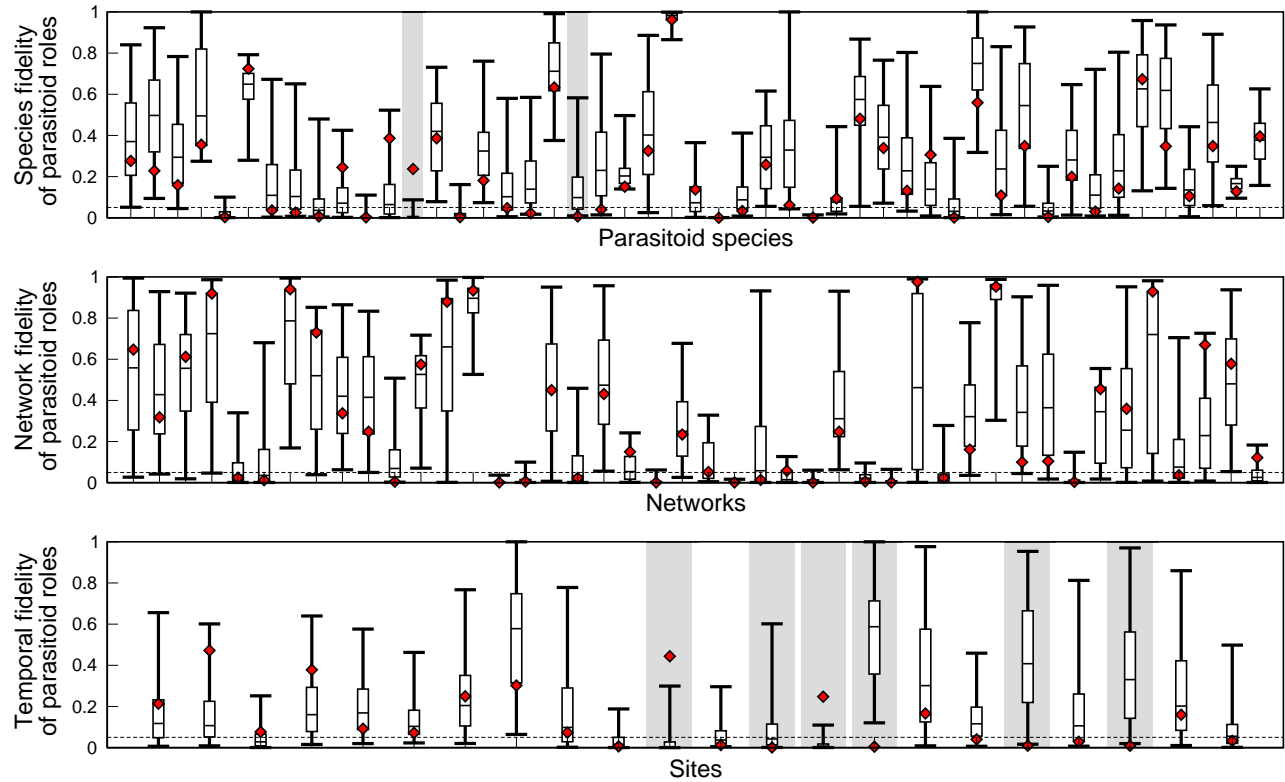 Species fidelity
of parasitoid roles
1
0.8
0.6
0.4
0.2
0
Parasitoid species
Network fidelity
of parasitoid roles
1
0.8
0.6
0.4
0.2
0
Networks
Temporal fidelity
of parasitoid roles
1
0.8
0.6
0.4
0.2
0
Sites